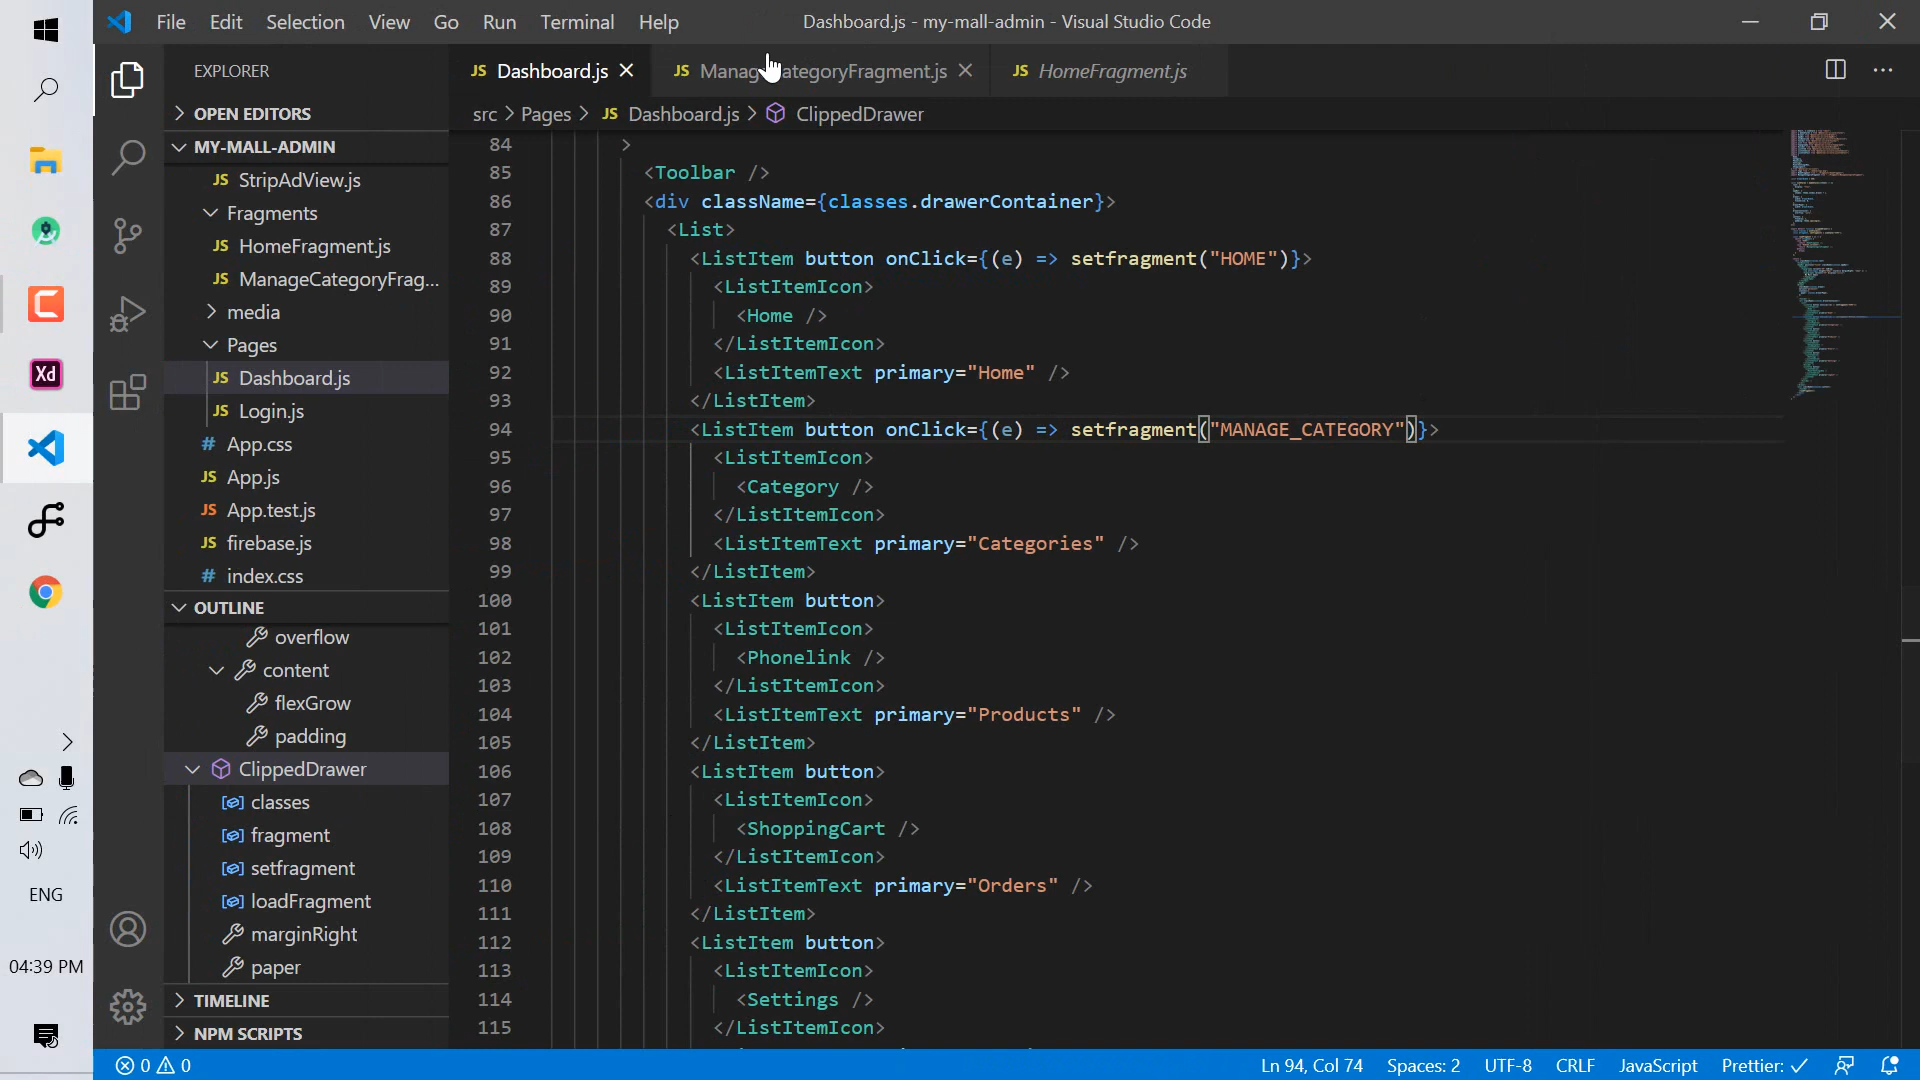 File Edit Selection View Go Run Terminal Help
Dashboard.js - my-mall-admin - Visual Studio Code
EXPLORER
JS Dashboard.js
JS HomeFragment.js
src > Pages > JS Dashboard.js > ClippedDrawer
OPEN EDITORS
MY-MALL-ADMIN
JS StripAdView.js
Fragments
JS HomeFragment.js
JS ManageCategoryFrag...
media
Pages
JS Dashboard.js
JS Login.js
# App.css
JS App.js
JS App.test.js
JS firebase.js
# index.css
OUTLINE
overflow
content
flexGrow
padding
ClippedDrawer
classes
fragment
setfragment
loadFragment
marginRight
paper
TIMELINE
NPM SCRIPTS
84 >
85 <Toolbar />
86 <div className={classes.drawerContainer}>
87 <List>
88 <ListItem button onClick={(e) => setfragment("HOME")}>
89 <ListItemIcon>
90 <Home />
91 </ListItemIcon>
92 <ListItemText primary="Home" />
93 </ListItem>
94 <ListItem button onClick={(e) => setfragment("MANAGE_CATEGORY")}>
95 <ListItemIcon>
96 <Category />
97 </ListItemIcon>
98 <ListItemText primary="Categories" />
99 </ListItem>
100 <ListItem button>
101 <ListItemIcon>
102 <Phonelink />
103 </ListItemIcon>
104 <ListItemText primary="Products" />
105 </ListItem>
106 <ListItem button>
107 <ListItemIcon>
108 <ShoppingCart />
109 </ListItemIcon>
110 <ListItemText primary="Orders" />
111 </ListItem>
112 <ListItem button>
113 <ListItemIcon>
114 <Settings />
115 </ListItemIcon>
Xd
ENG
04:39 PM
0 0
Ln 94, Col 74 Spaces: 2 UTF-8 CRLF JavaScript Prettier: ✓